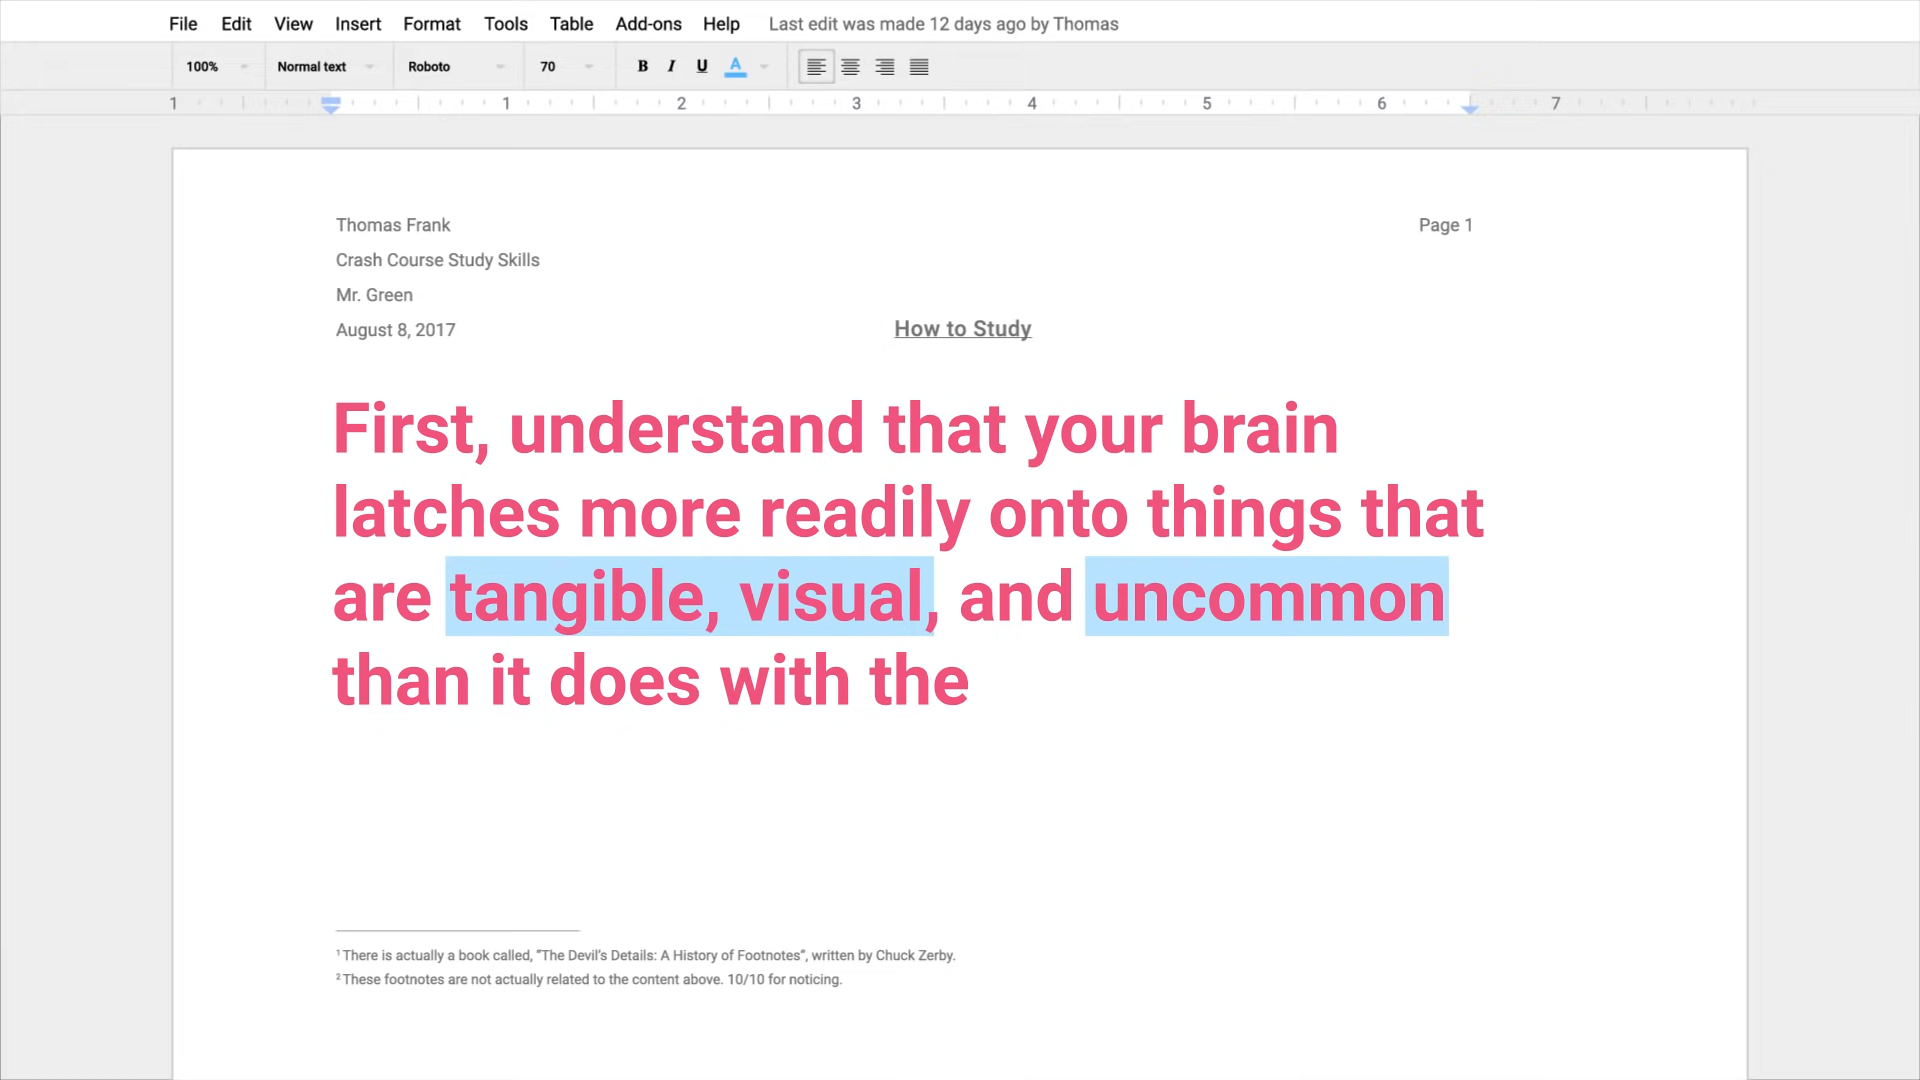 File Edit View Insert Format Tools Table Add-ons Help Last edit was made 12 days ago by Thomas
100% Normal text Roboto 70 B I U A
1 1 2 3 4 5 6 7
Thomas Frank Page 1
Crash Course Study Skills
Mr. Green
August 8, 2017 How to Study
First, understand that your brain
latches more readily onto things that
are tangible, visual, and uncommon
than it does with the
¹ There is actually a book called, “The Devil’s Details: A History of Footnotes”, written by Chuck Zerby.
² These footnotes are not actually related to the content above. 10/10 for noticing.